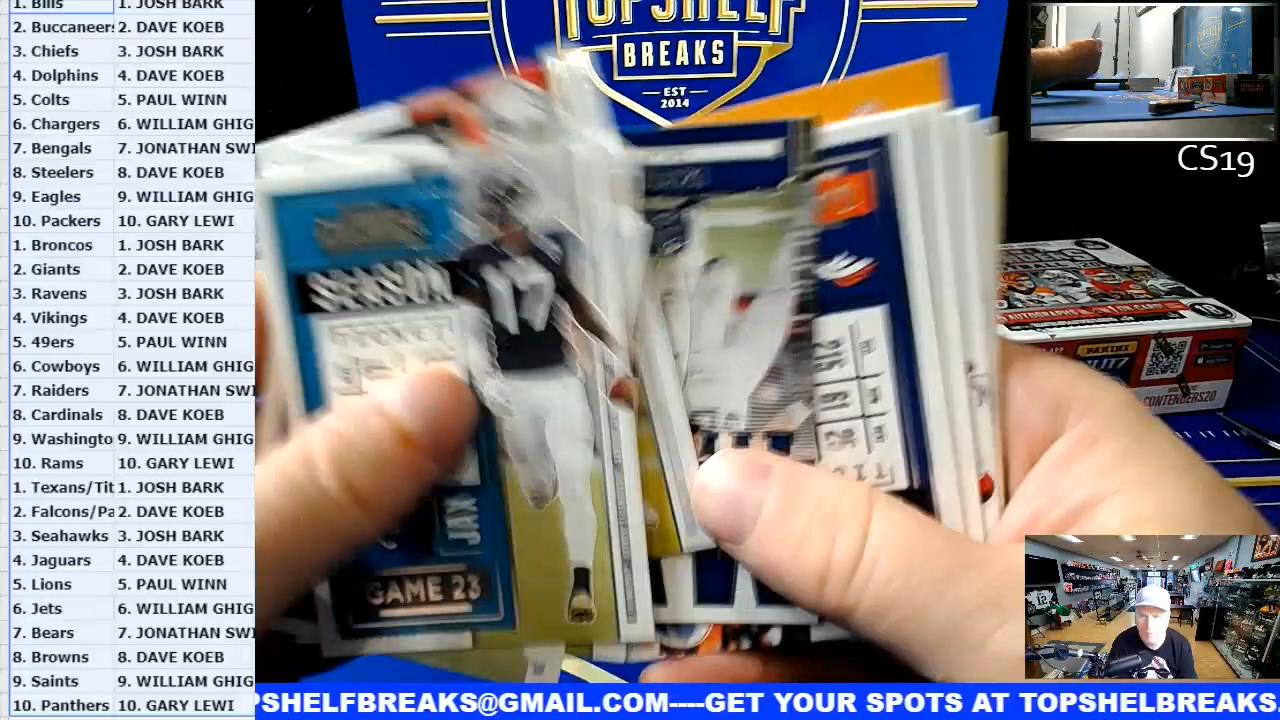 1. Bills 1. JOSH BARK
2. Buccaneers 2. DAVE KOEB
3. Chiefs 3. JOSH BARK
4. Dolphins 4. DAVE KOEB
5. Colts 5. PAUL WINN
6. Chargers 6. WILLIAM GHIG
7. Bengals 7. JONATHAN SWI
8. Steelers 8. DAVE KOEB
9. Eagles 9. WILLIAM GHIG
10. Packers 10. GARY LEWI
1. Broncos 1. JOSH BARK
2. Giants 2. DAVE KOEB
3. Ravens 3. JOSH BARK
4. Vikings 4. DAVE KOEB
5. 49ers 5. PAUL WINN
6. Cowboys 6. WILLIAM GHIG
7. Raiders 7. JONATHAN SWI
8. Cardinals 8. DAVE KOEB
9. Washingto 9. WILLIAM GHIG
10. Rams 10. GARY LEWI
1. Texans/Tit 1. JOSH BARK
2. Falcons/Pa 2. DAVE KOEB
3. Seahawks 3. JOSH BARK
4. Jaguars 4. DAVE KOEB
5. Lions 5. PAUL WINN
6. Jets 6. WILLIAM GHIG
7. Bears 7. JONATHAN SWI
8. Browns 8. DAVE KOEB
9. Saints 9. WILLIAM GHIG
10. Panthers 10. GARY LEWI
TOPSHELF
BREAKS
EST
2014
CS19
SEASON
TICKET
17
JAX
GAME 23
PANINI
CONTENDERS20
PSHELFBREAKS@GMAIL.COM----GET YOUR SPOTS AT TOPSHELBREAKS.